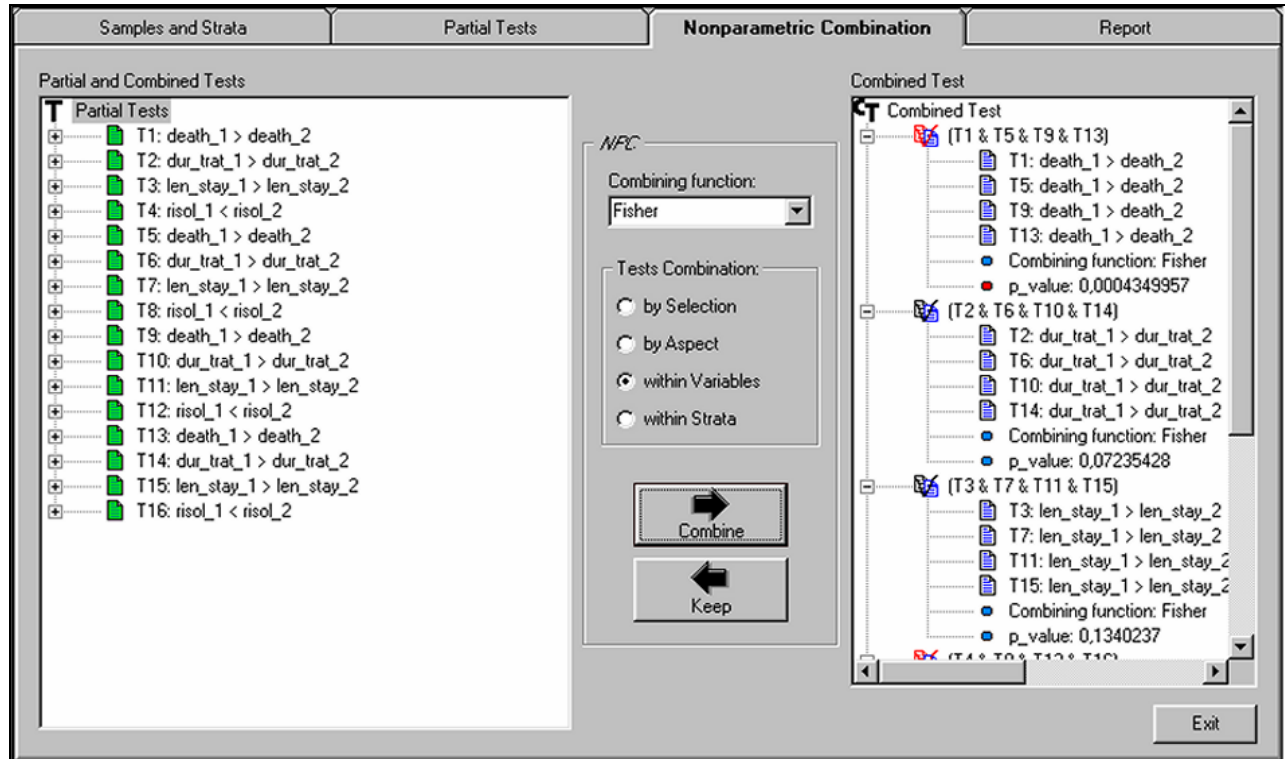 Samples and Strata
Partial Tests
Nonparametric Combination
Report
Partial and Combined Tests
T Partial Tests
T1: death_1 > death_2
T2: dur_trat_1 > dur_trat_2
T3: len_stay_1 > len_stay_2
T4: risol_1 < risol_2
T5: death_1 > death_2
T6: dur_trat_1 > dur_trat_2
T7: len_stay_1 > len_stay_2
T8: risol_1 < risol_2
T9: death_1 > death_2
T10: dur_trat_1 > dur_trat_2
T11: len_stay_1 > len_stay_2
T12: risol_1 < risol_2
T13: death_1 > death_2
T14: dur_trat_1 > dur_trat_2
T15: len_stay_1 > len_stay_2
T16: risol_1 < risol_2
NPC
Combining function:
Fisher
Tests Combination:
by Selection
by Aspect
within Variables
within Strata
Combine
Keep
Combined Test
CT Combined Test
(T1 & T5 & T9 & T13)
T1: death_1 > death_2
T5: death_1 > death_2
T9: death_1 > death_2
T13: death_1 > death_2
Combining function: Fisher
p_value: 0,0004349957
(T2 & T6 & T10 & T14)
T2: dur_trat_1 > dur_trat_2
T6: dur_trat_1 > dur_trat_2
T10: dur_trat_1 > dur_trat_2
T14: dur_trat_1 > dur_trat_2
Combining function: Fisher
p_value: 0,07235428
(T3 & T7 & T11 & T15)
T3: len_stay_1 > len_stay_2
T7: len_stay_1 > len_stay_2
T11: len_stay_1 > len_stay_2
T15: len_stay_1 > len_stay_2
Combining function: Fisher
p_value: 0,1340237
Exit